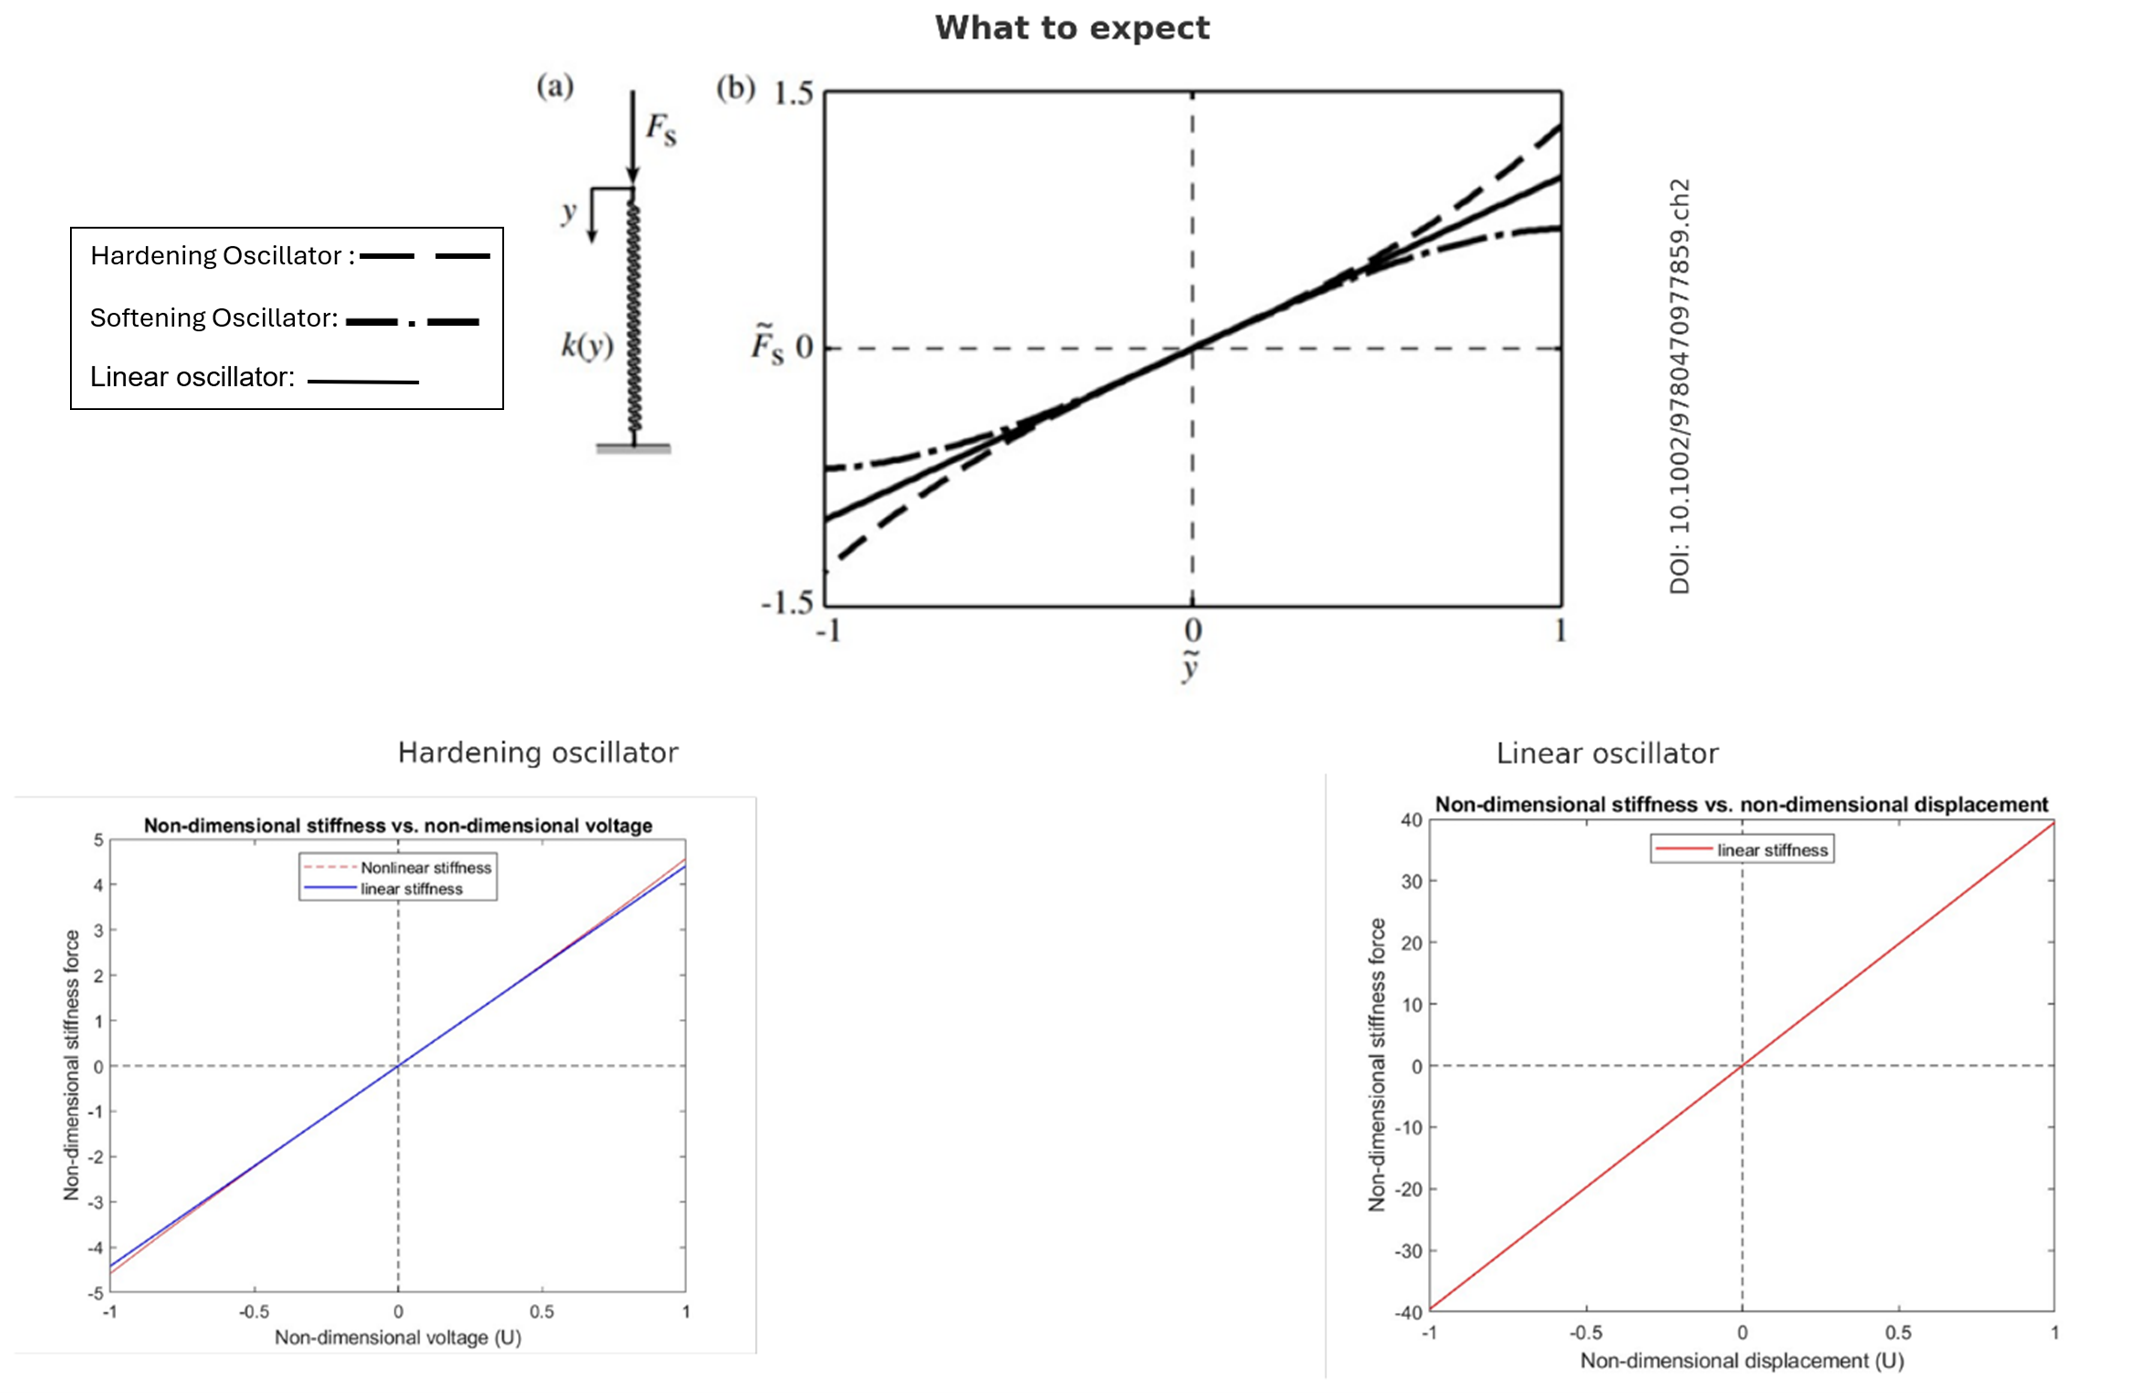 What to expect
(a)
F_S
y
k(y)
(b)
1.5
F̃_S 0
-1.5
-1
0
1
ỹ
DOI: 10.1002/9780470977859.ch2
Hardening Oscillator :
Softening Oscillator:
Linear oscillator:
Hardening oscillator
Non-dimensional stiffness vs. non-dimensional voltage
Nonlinear stiffness
linear stiffness
Non-dimensional stiffness force
5
4
3
2
1
0
-1
-2
-3
-4
-5
-1
-0.5
0
0.5
1
Non-dimensional voltage (U)
Linear oscillator
Non-dimensional stiffness vs. non-dimensional displacement
linear stiffness
Non-dimensional stiffness force
40
30
20
10
0
-10
-20
-30
-40
-1
-0.5
0
0.5
1
Non-dimensional displacement (U)